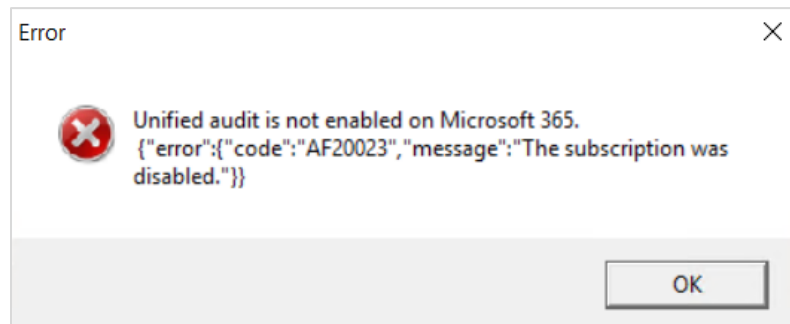 Error
Unified audit is not enabled on Microsoft 365.
{"error":{"code":"AF20023","message":"The subscription was
disabled."}}
OK